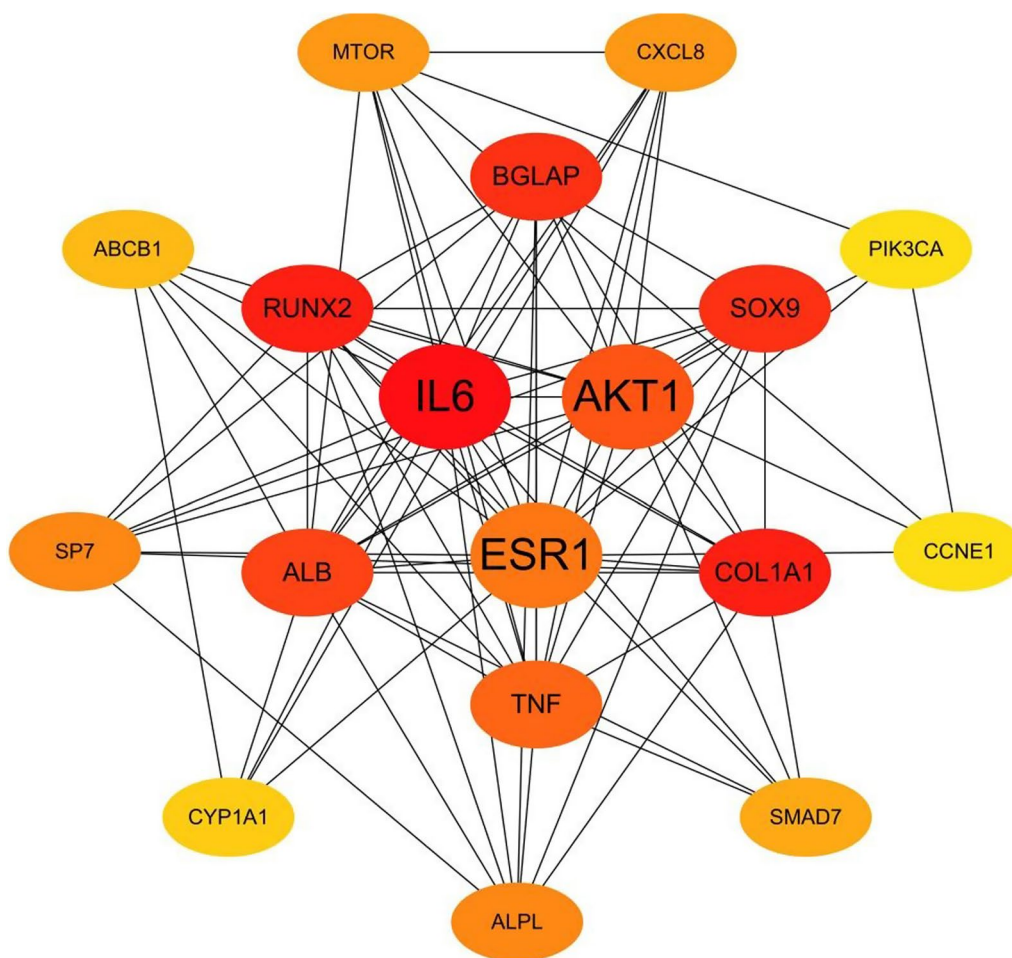 MTOR
CXCL8
BGLAP
ABCB1
PIK3CA
RUNX2
SOX9
IL6
AKT1
SP7
ALB
ESR1
COL1A1
CCNE1
TNF
CYP1A1
SMAD7
ALPL